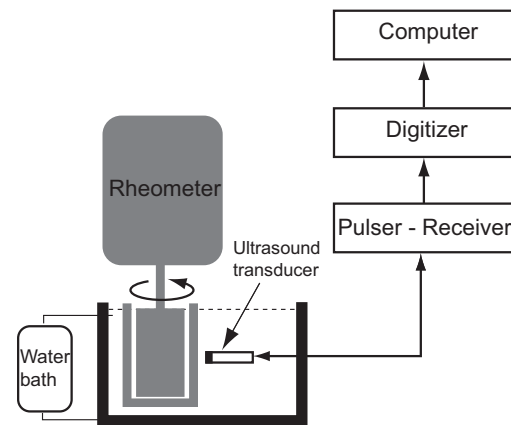 Computer
Digitizer
Rheometer
Pulser - Receiver
Ultrasound
transducer
Water
bath